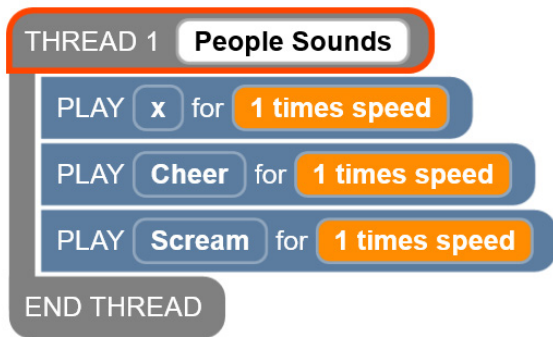 THREAD 1 People Sounds
PLAY x for 1 times speed
PLAY Cheer for 1 times speed
PLAY Scream for 1 times speed
END THREAD